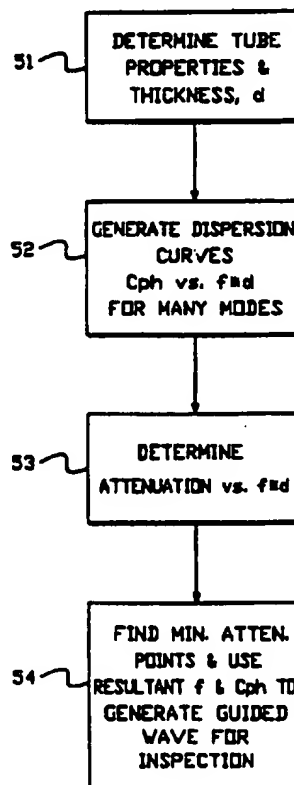 51
DETERMINE TUBE
PROPERTIES &
THICKNESS, d
52
GENERATE DISPERSION
CURVES
Cph vs. f*d
FOR MANY MODES
53
DETERMINE
ATTENUATION vs. f*d
54
FIND MIN. ATTEN.
POINTS & USE
RESULTANT f & Cph TO
GENERATE GUIDED
WAVE FOR
INSPECTION